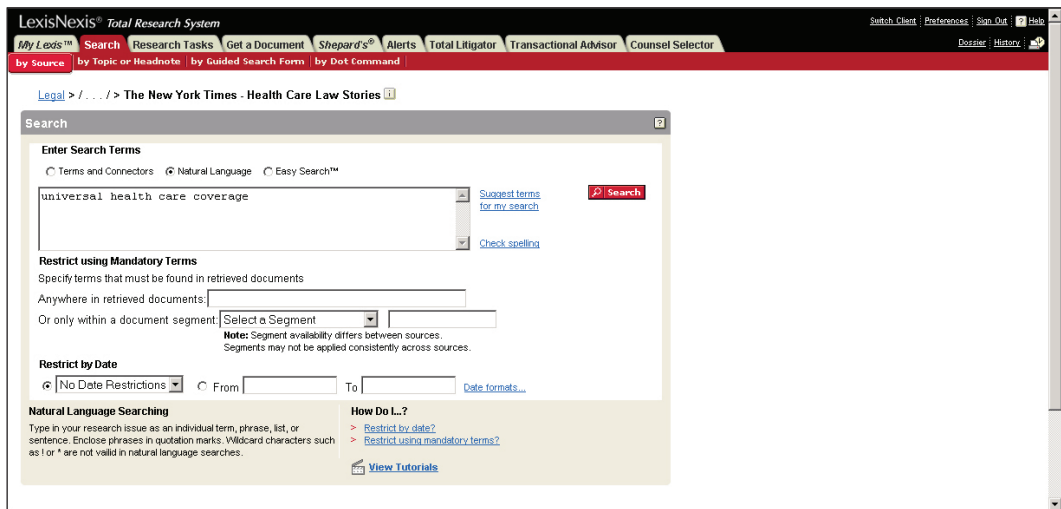 LexisNexis® Total Research System
Switch Client | Preferences | Sign Out | ? Help
My Lexis™ Search Research Tasks Get a Document Shepard's® Alerts Total Litigator Transactional Advisor Counsel Selector
Dossier | History
by Source | by Topic or Headnote | by Guided Search Form | by Dot Command
Legal > / . . . / > The New York Times - Health Care Law Stories i
Search ?
Enter Search Terms
Terms and Connectors Natural Language Easy Search™
universal health care coverage
Suggest terms
for my search
Search
Check spelling
Restrict using Mandatory Terms
Specify terms that must be found in retrieved documents
Anywhere in retrieved documents:
Or only within a document segment: Select a Segment
Note: Segment availability differs between sources.
Segments may not be applied consistently across sources.
Restrict by Date
No Date Restrictions From To Date formats...
Natural Language Searching
Type in your research issue as an individual term, phrase, list, or
sentence. Enclose phrases in quotation marks. Wildcard characters such
as ! or * are not vailid in natural language searches.
How Do I...?
> Restrict by date?
> Restrict using mandatory terms?
View Tutorials